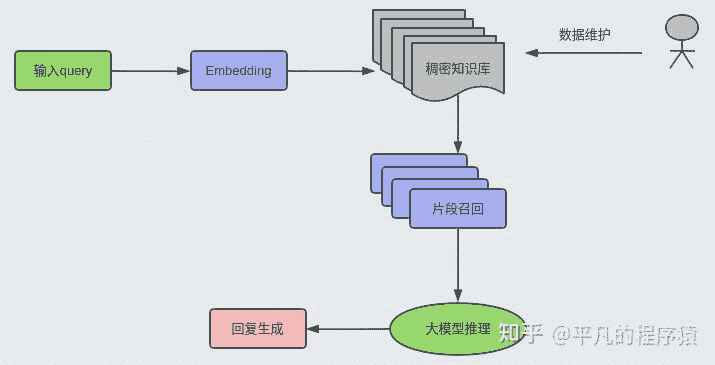 数据维护
输入query
Embedding
稠密知识库
片段召回
回复生成
大模型推理
知乎 @平凡的程序猿